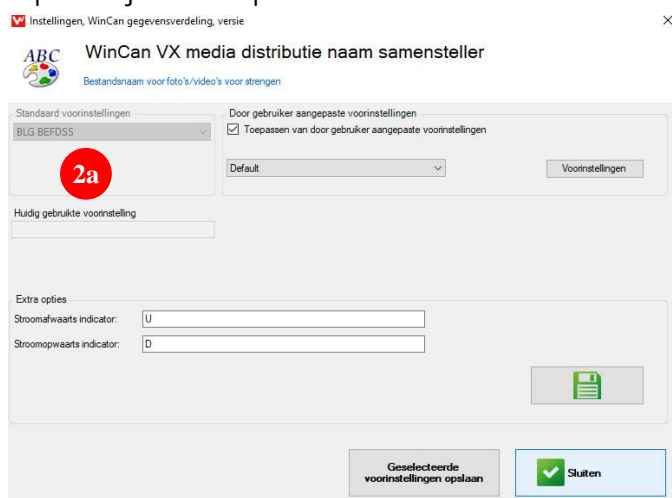 Instellingen, WinCan gegevensverdeling, versie
ABC
WinCan VX media distributie naam samensteller
Bestandsnaam voor foto's/video's voor strengen
Standaard voorinstellingen
BLG BEFDSS
2a
Door gebruiker aangepaste voorinstellingen
Toepassen van door gebruiker aangepaste voorinstellingen
Default
Voorinstellingen
Huidig gebruikte voorinstelling
Extra opties
Stroomafwaarts indicator: U
Stroomopwaarts indicator: D
Geselecteerde
voorinstellingen opslaan
Sluiten